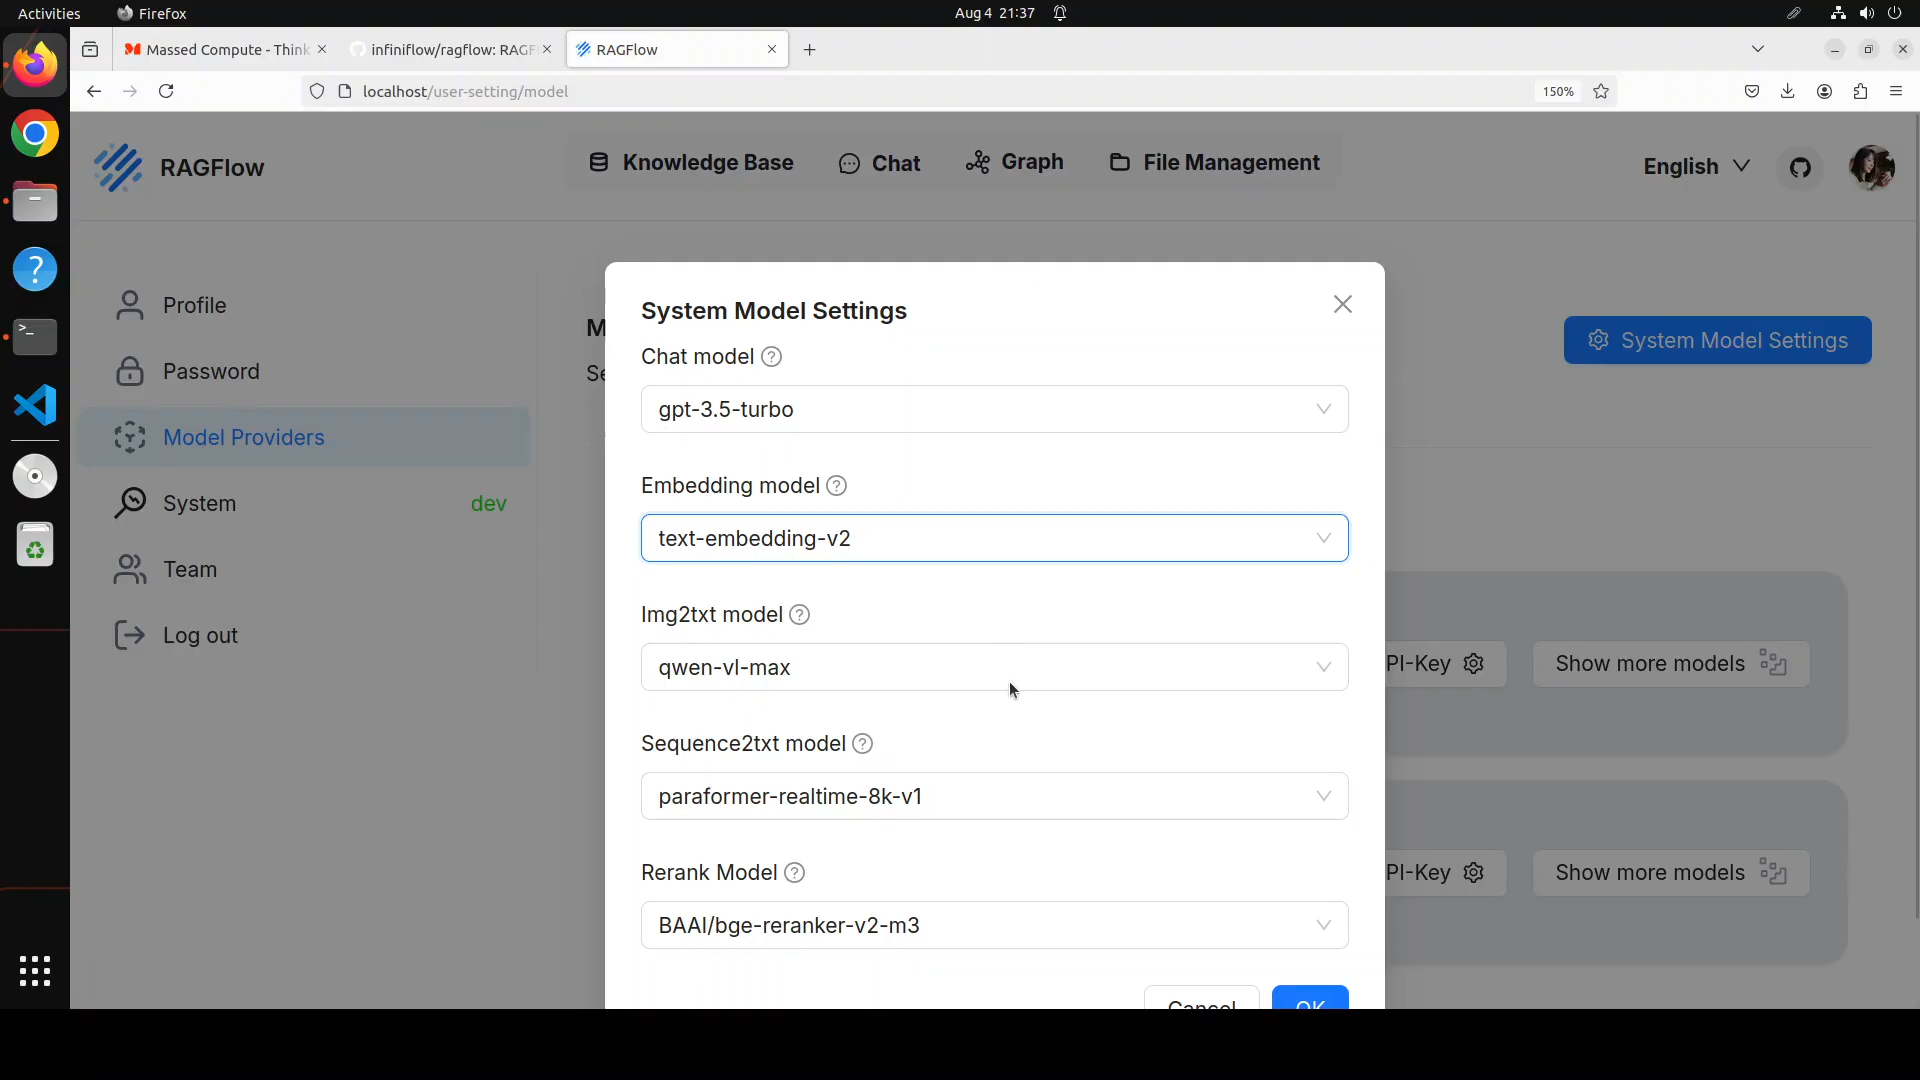 Activities
Firefox
Aug 4 21:37
Massed Compute - Think
infiniflow/ragflow: RAGF
RAGFlow
localhost/user-setting/model
150%
RAGFlow
Knowledge Base
Chat
Graph
File Management
English
Profile
Password
Model Providers
System
dev
Team
Log out
M
Se
System Model Settings
PI-Key
Show more models
PI-Key
Show more models
System Model Settings
Chat model
gpt-3.5-turbo
Embedding model
text-embedding-v2
Img2txt model
qwen-vl-max
Sequence2txt model
paraformer-realtime-8k-v1
Rerank Model
BAAI/bge-reranker-v2-m3
Cancel
OK